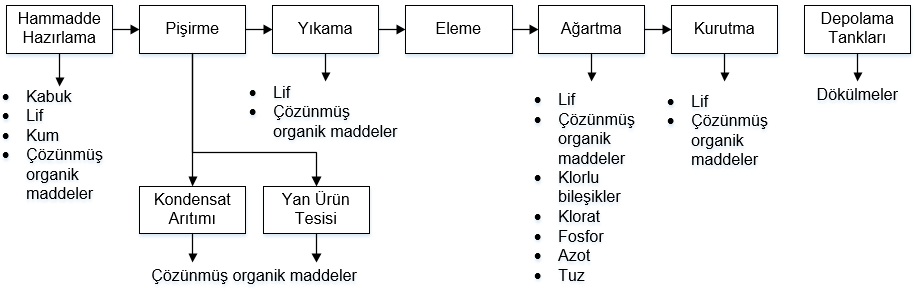 Hammadde
Hazırlama
Pişirme
Yıkama
Eleme
Ağartma
Kurutma
Depolama
Tankları
• Kabuk
• Lif
• Kum
• Çözünmüş
organik
maddeler
• Lif
• Çözünmüş
organik maddeler
• Lif
• Çözünmüş
organik
maddeler
• Klorlu
bileşikler
• Klorat
• Fosfor
• Azot
• Tuz
• Lif
• Çözünmüş
organik
maddeler
Dökülmeler
Kondensat
Arıtımı
Yan Ürün
Tesisi
Çözünmüş organik maddeler